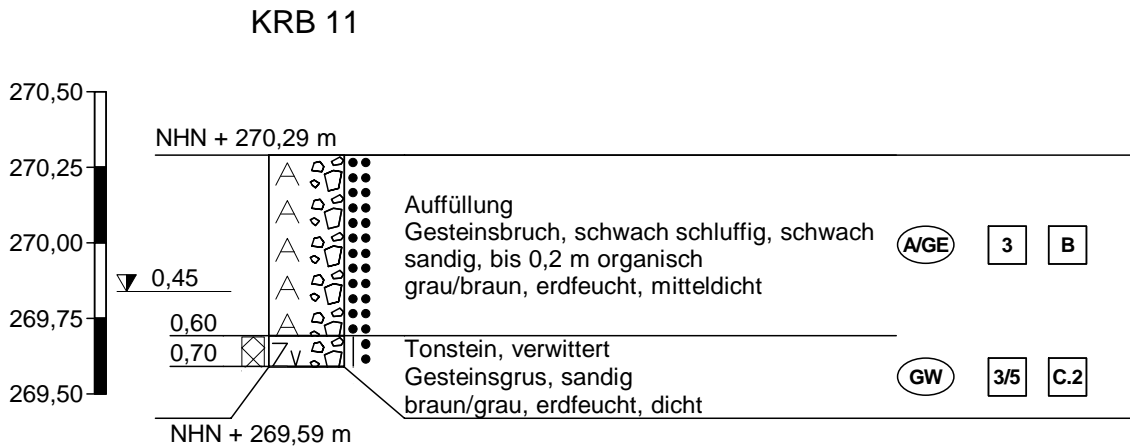 KRB 11
270,50
NHN + 270,29 m
270,25
Auffüllung
Gesteinsbruch, schwach schluffig, schwach
sandig, bis 0,2 m organisch
grau/braun, erdfeucht, mitteldicht
A/GE 3 B
270,00
0,45
269,75
0,60
0,70
A
A
A
A
A
Zv
Tonstein, verwittert
Gesteinsgrus, sandig
braun/grau, erdfeucht, dicht
GW 3/5 C.2
269,50
NHN + 269,59 m